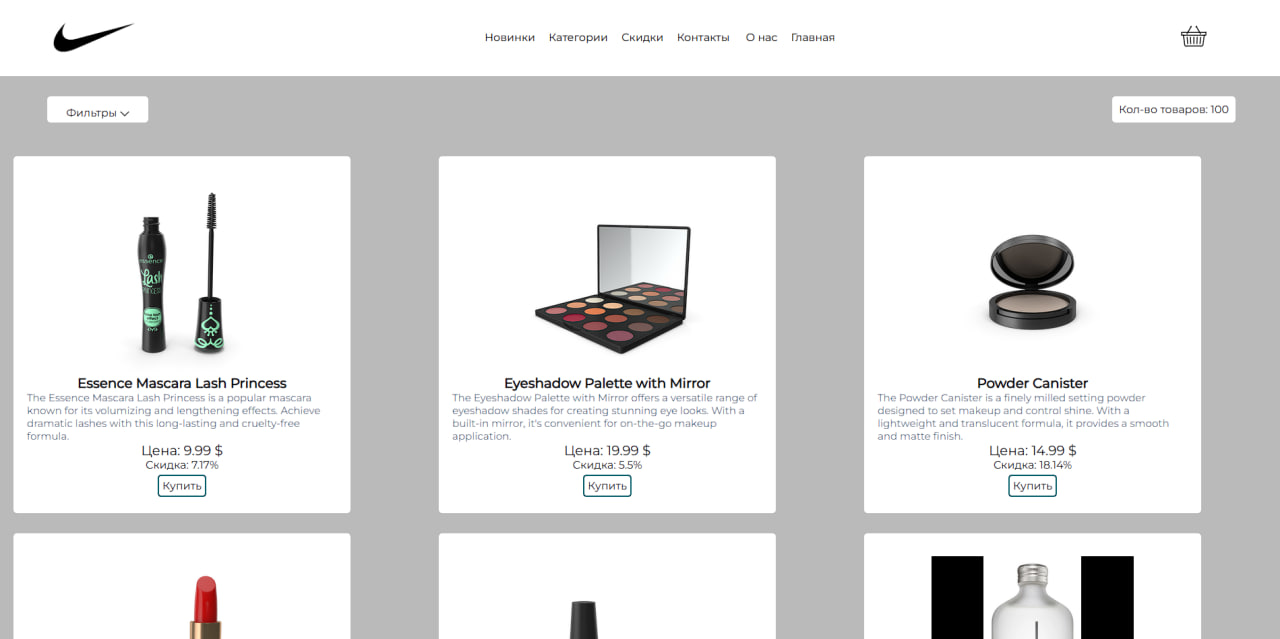 Новинки Категории Скидки Контакты О нас Главная
Фильтры
Кол-во товаров: 100
essence
Lash
PRINCESS
Essence Mascara Lash Princess
The Essence Mascara Lash Princess is a popular mascara
known for its volumizing and lengthening effects. Achieve
dramatic lashes with this long-lasting and cruelty-free
formula.
Цена: 9.99 $
Скидка: 7.17%
Купить
Eyeshadow Palette with Mirror
The Eyeshadow Palette with Mirror offers a versatile range of
eyeshadow shades for creating stunning eye looks. With a
built-in mirror, it's convenient for on-the-go makeup
application.
Цена: 19.99 $
Скидка: 5.5%
Купить
Powder Canister
The Powder Canister is a finely milled setting powder
designed to set makeup and control shine. With a
lightweight and translucent formula, it provides a smooth
and matte finish.
Цена: 14.99 $
Скидка: 18.14%
Купить